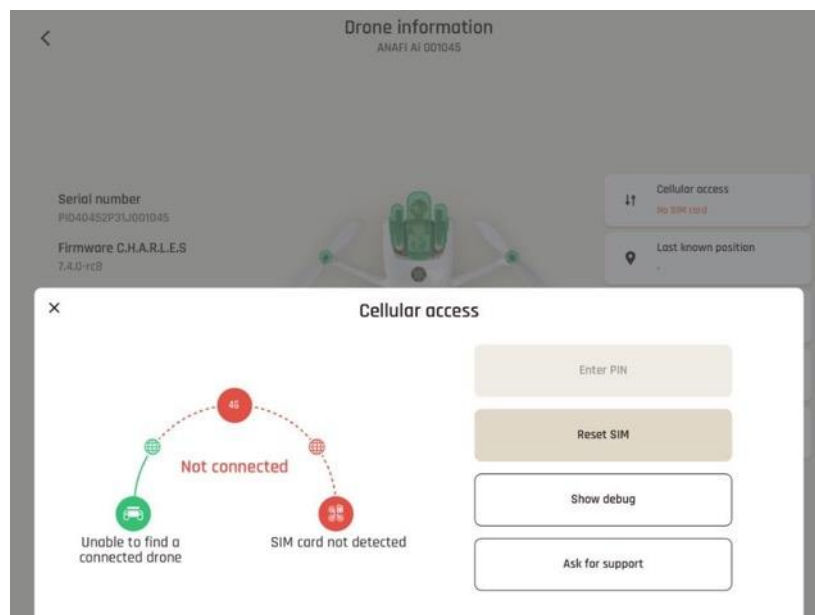 Drone information
ANAFI Ai 001045
Serial number
PI040452P31J001045
Firmware C.H.A.R.L.E.S
7.4.0-rc8
Cellular access
No SIM card
Last known position
-
Cellular access
4G
Not connected
Unable to find a
connected drone
SIM card not detected
Enter PIN
Reset SIM
Show debug
Ask for support